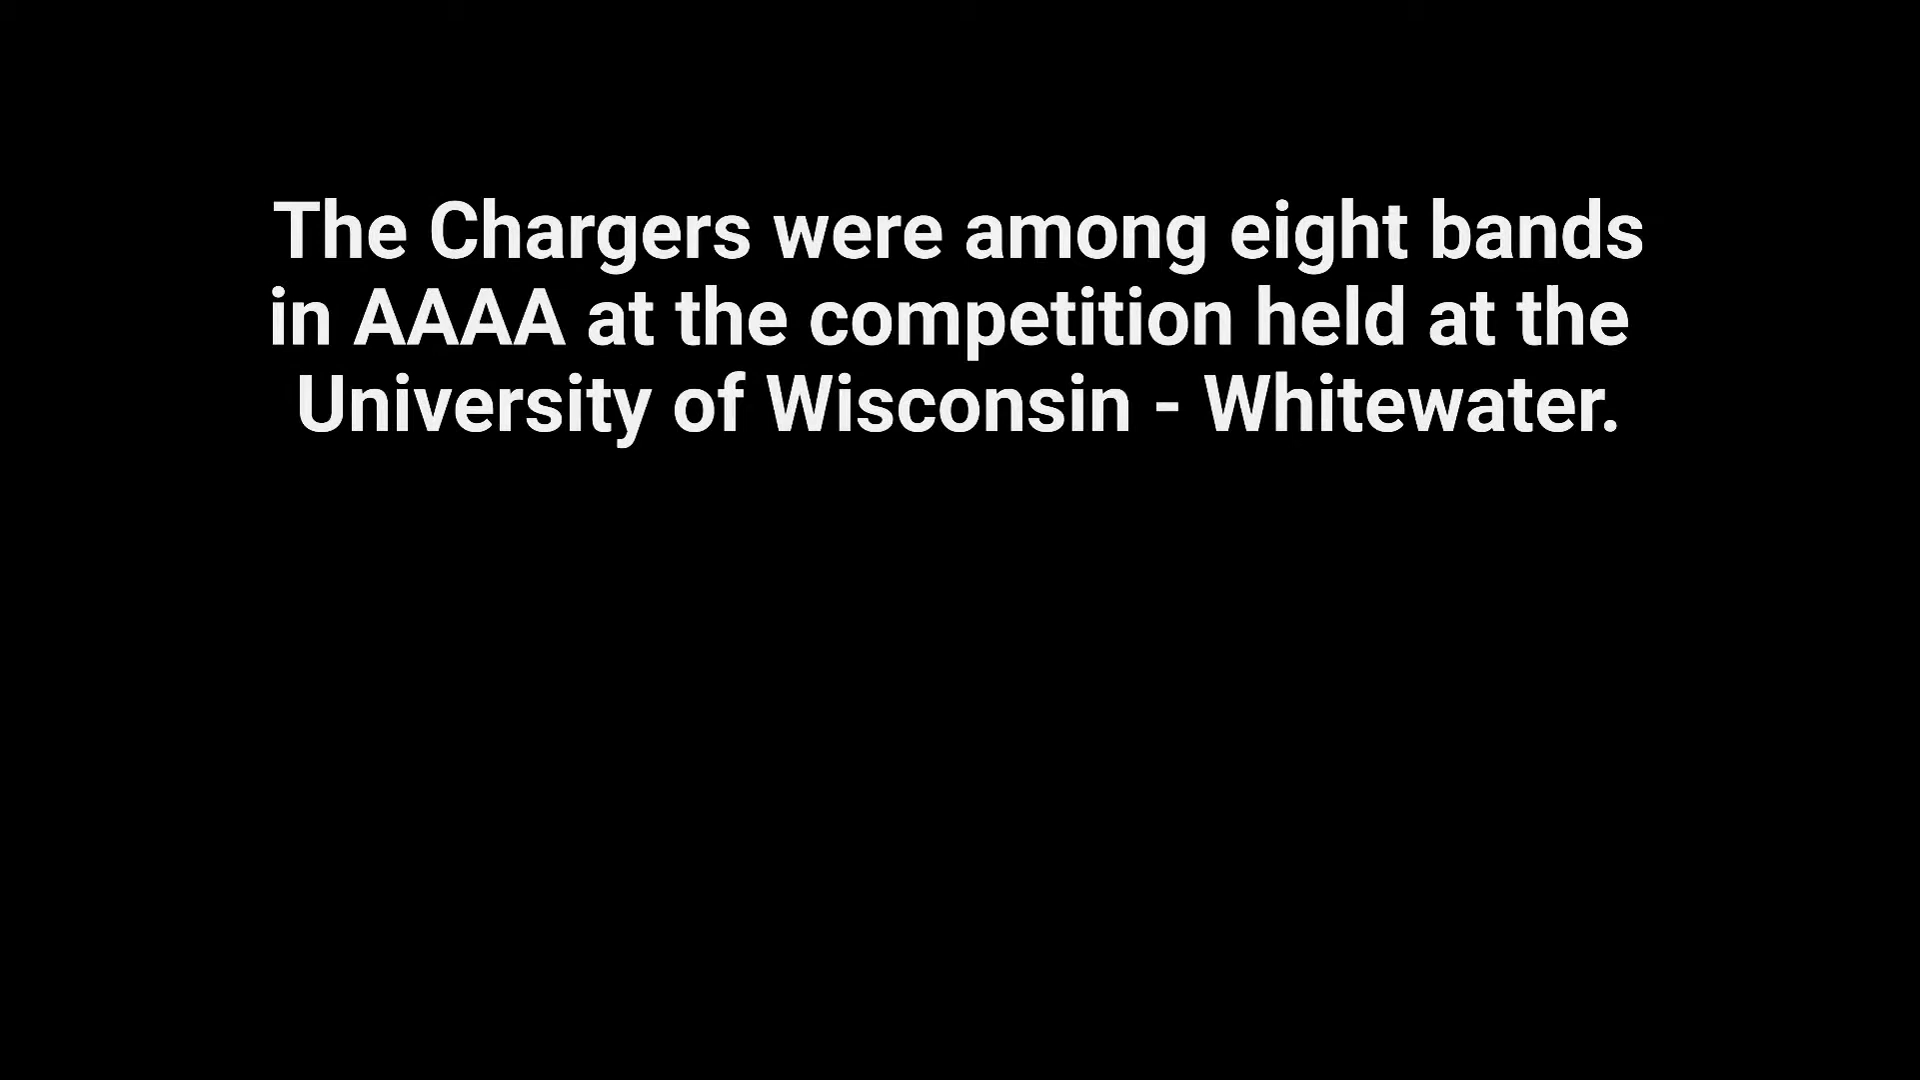 The Chargers were among eight bands
in AAAA at the competition held at the
University of Wisconsin - Whitewater.